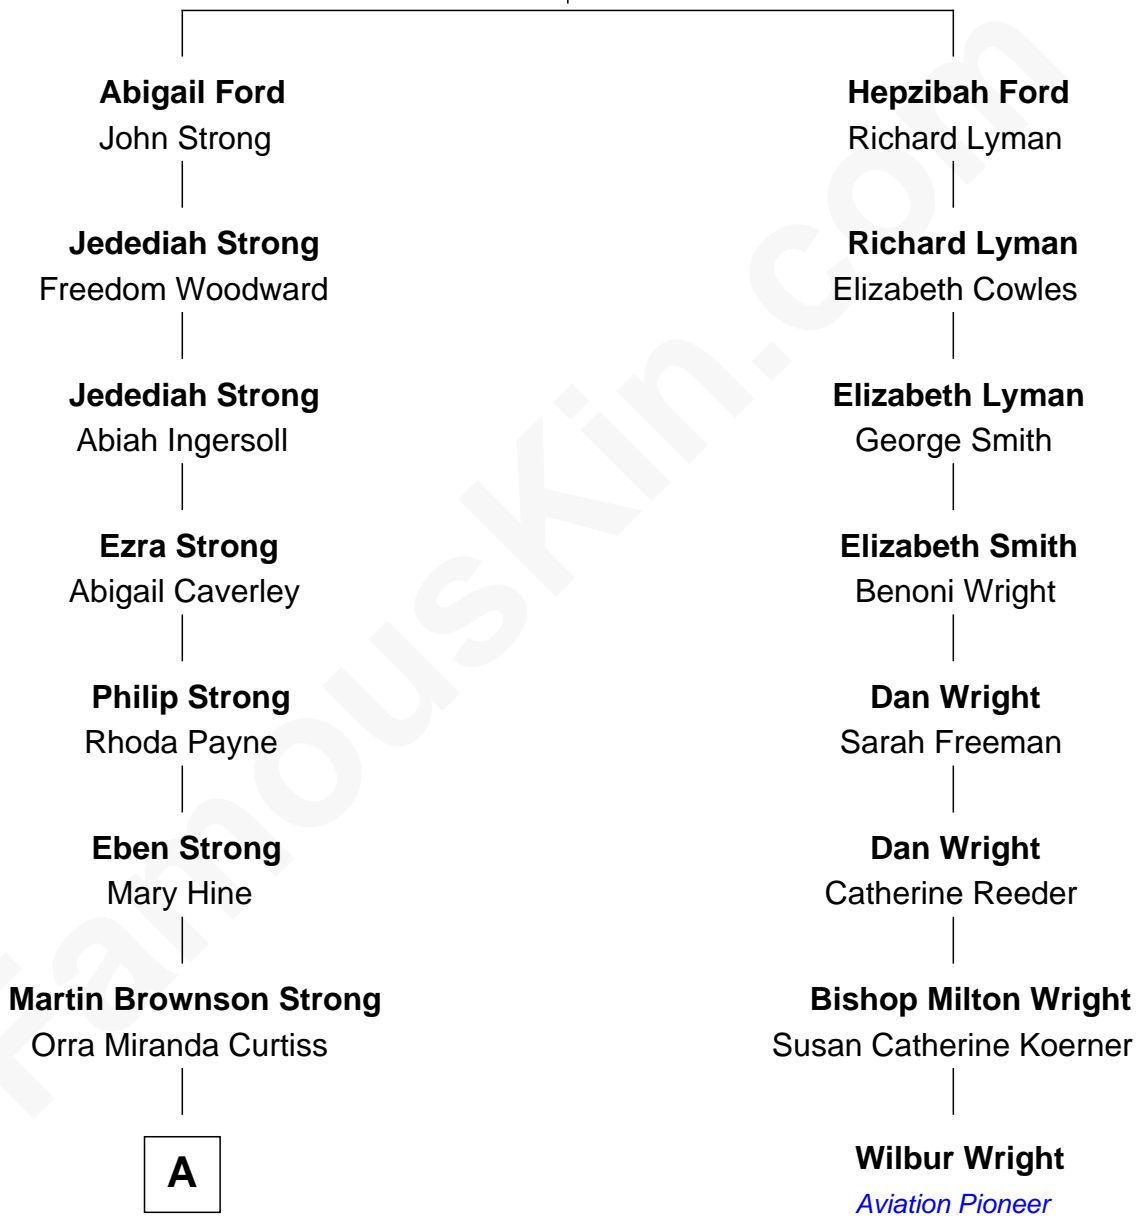 Abigail Ford
John Strong
Hepzibah Ford
Richard Lyman
Jedediah Strong
Freedom Woodward
Richard Lyman
Elizabeth Cowles
Jedediah Strong
Abiah Ingersoll
Elizabeth Lyman
George Smith
Ezra Strong
Abigail Caverley
Elizabeth Smith
Benoni Wright
Philip Strong
Rhoda Payne
Dan Wright
Sarah Freeman
Eben Strong
Mary Hine
Dan Wright
Catherine Reeder
Martin Brownson Strong
Orra Miranda Curtiss
Bishop Milton Wright
Susan Catherine Koerner
A
Wilbur Wright
Aviation Pioneer
FamousKin.com